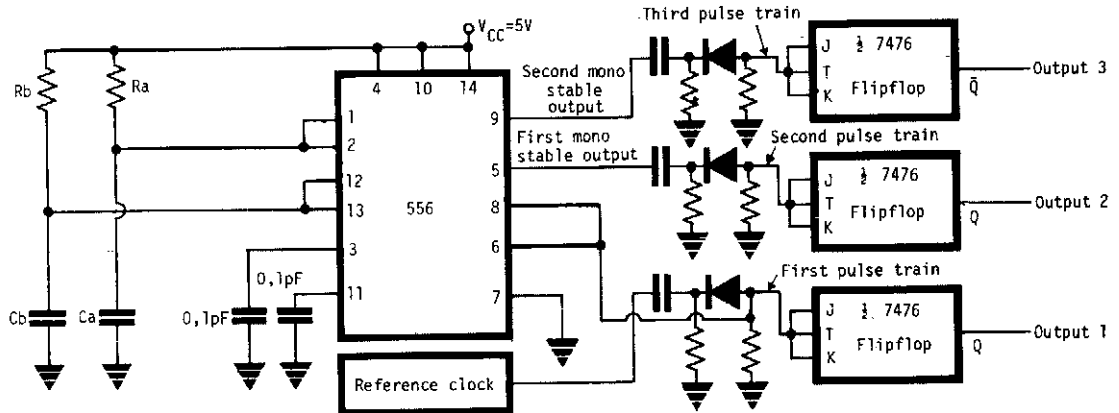 V_CC=5V
Rb
Ra
4
10
14
1
2
12
13
3
11
9
5
8
6
7
556
Second mono
stable
output
First mono
stable output
0,1pF
0,1pF
Cb
Ca
Reference clock
Third pulse train
J
T
K
½ 7476
Flipflop
Q̄
Output 3
Second pulse train
J
T
K
½ 7476
Flipflop
Q
Output 2
First pulse train
J
T
K
½ 7476
Flipflop
Q
Output 1